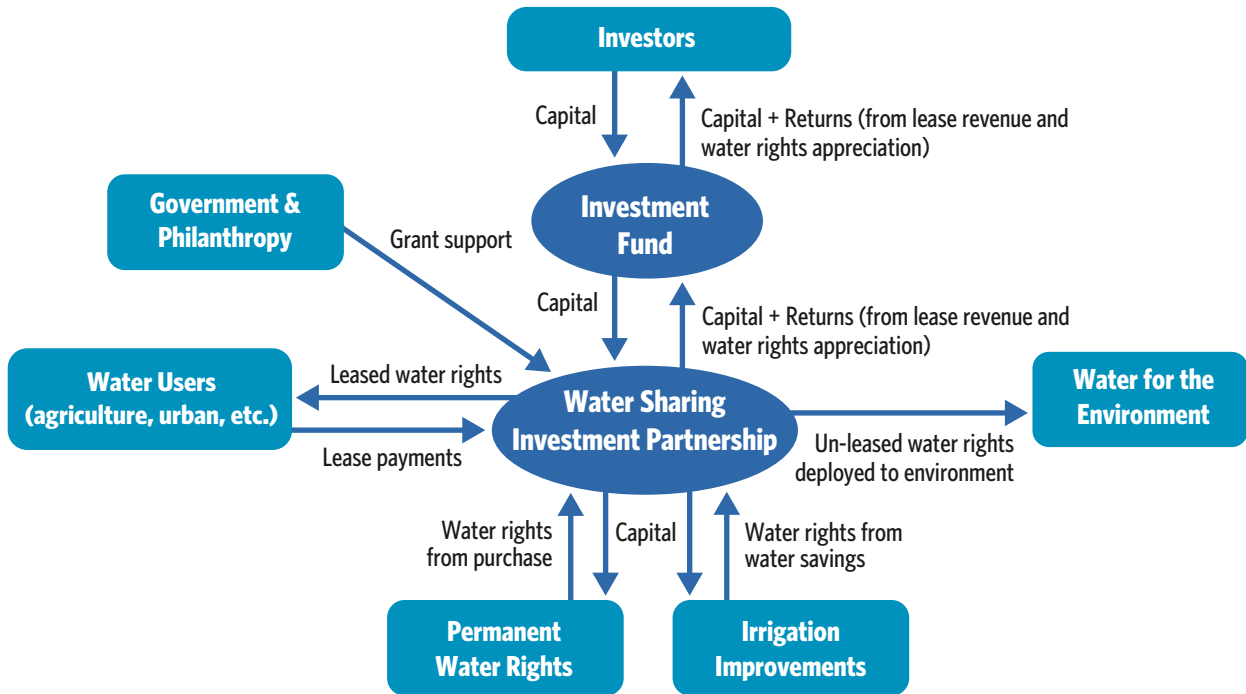 Investors
Capital
Capital + Returns (from lease revenue and
water rights appreciation)
Government &
Philanthropy
Investment
Fund
Grant support
Capital
Capital + Returns (from lease revenue and
water rights appreciation)
Water Users
(agriculture, urban, etc.)
Leased water rights
Lease payments
Water Sharing
Investment Partnership
Water for the
Environment
Un-leased water rights
deployed to environment
Water rights
from purchase
Capital
Water rights from
water savings
Permanent
Water Rights
Irrigation
Improvements